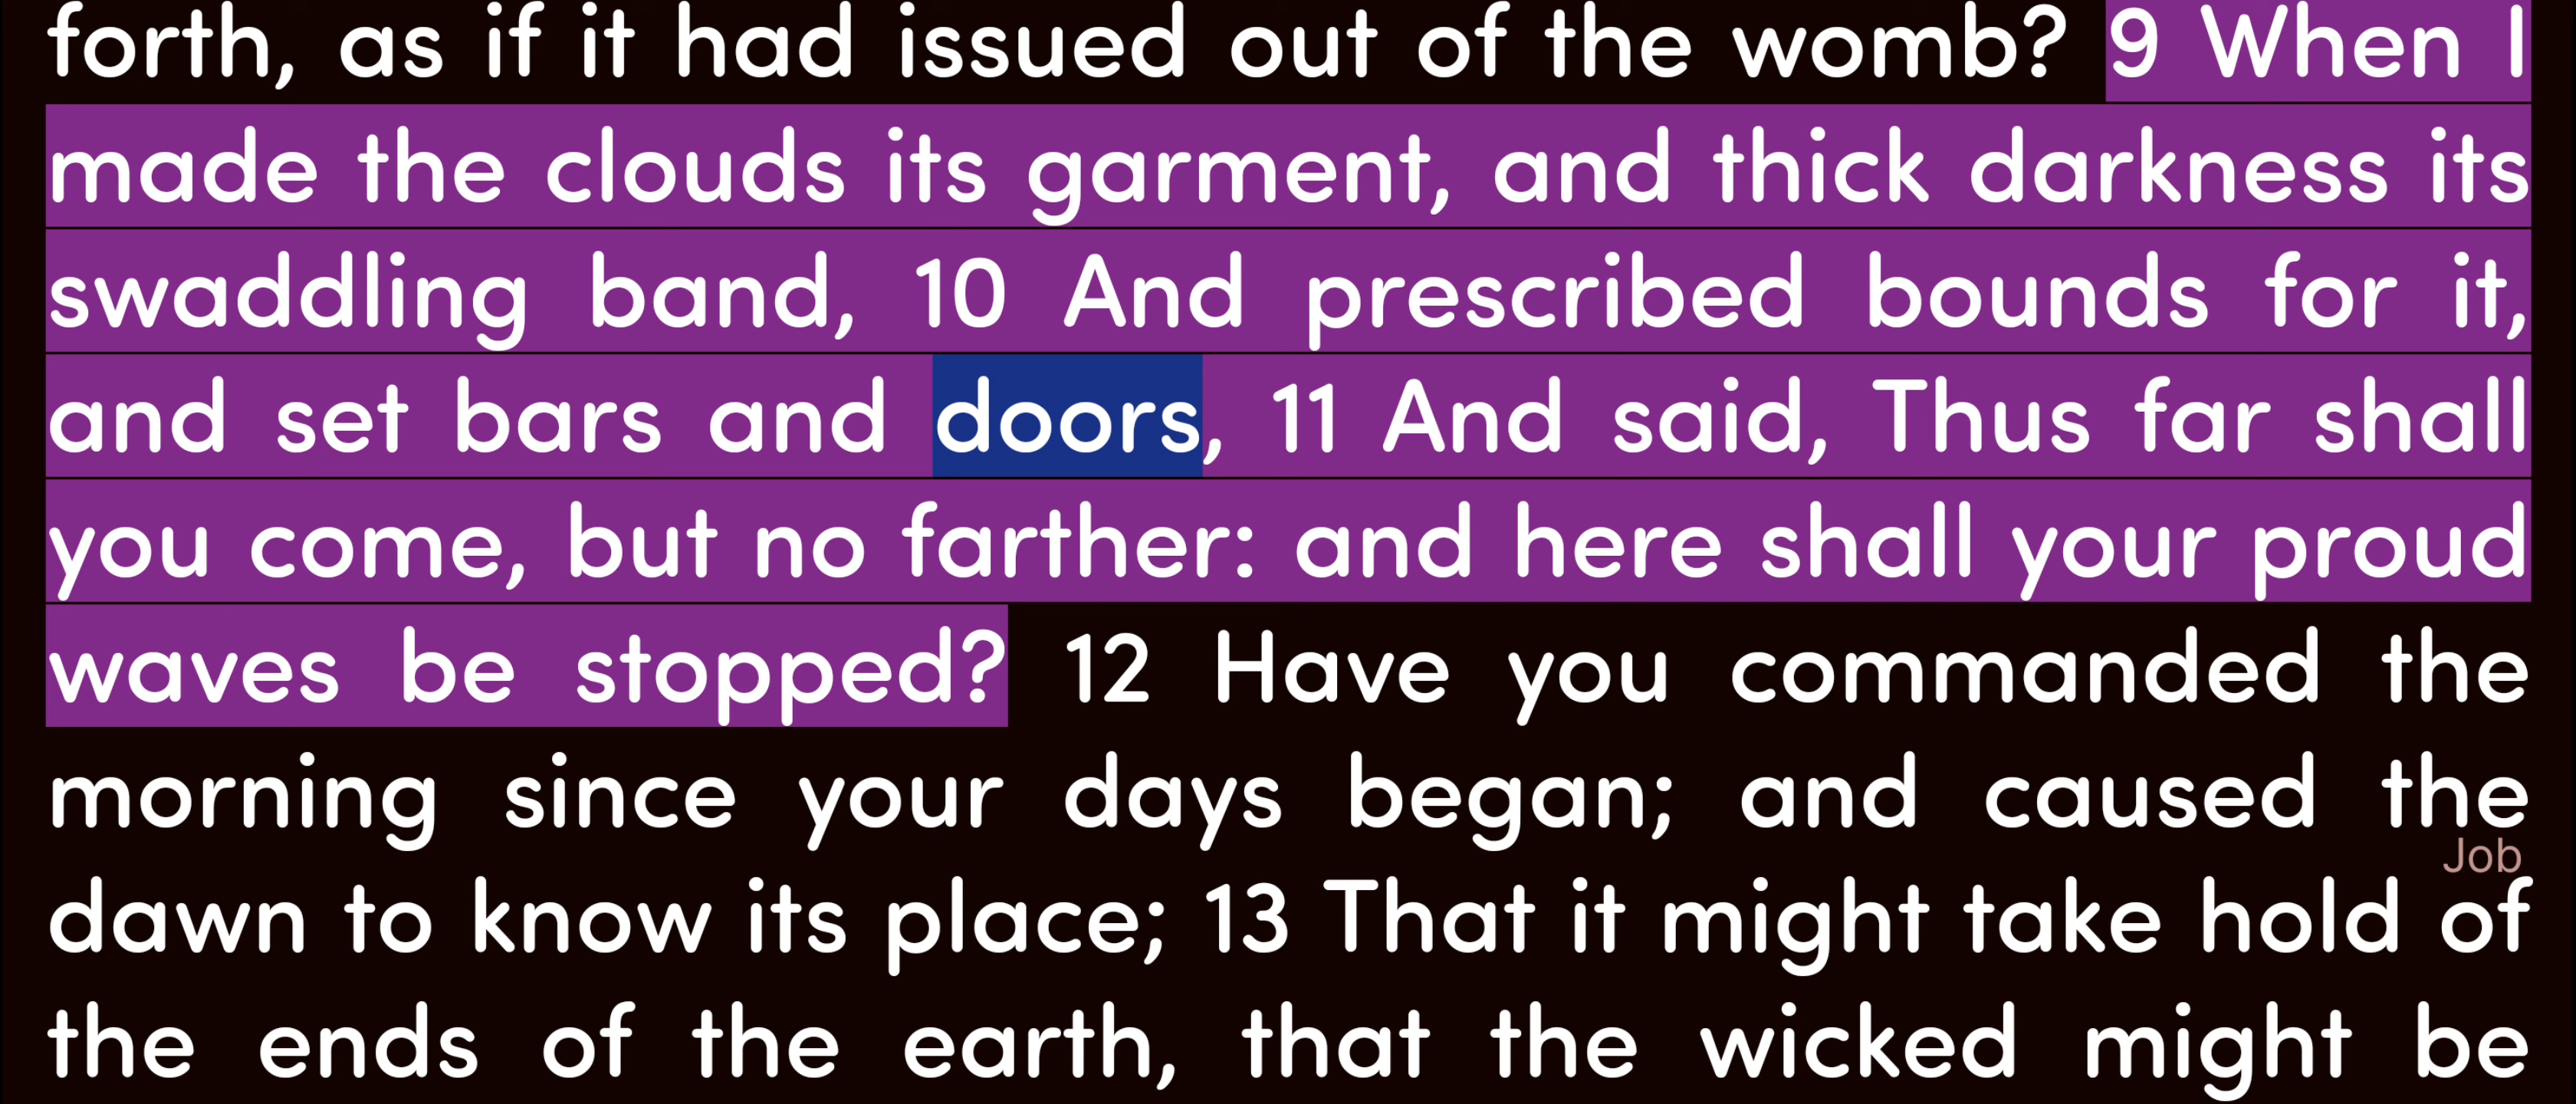 forth, as if it had issued out of the womb? 9 When I
made the clouds its garment, and thick darkness its
swaddling band, 10 And prescribed bounds for it,
and set bars and doors, 11 And said, Thus far shall
you come, but no farther: and here shall your proud
waves be stopped? 12 Have you commanded the
morning since your days began; and caused the
Job
dawn to know its place; 13 That it might take hold of
the ends of the earth, that the wicked might be